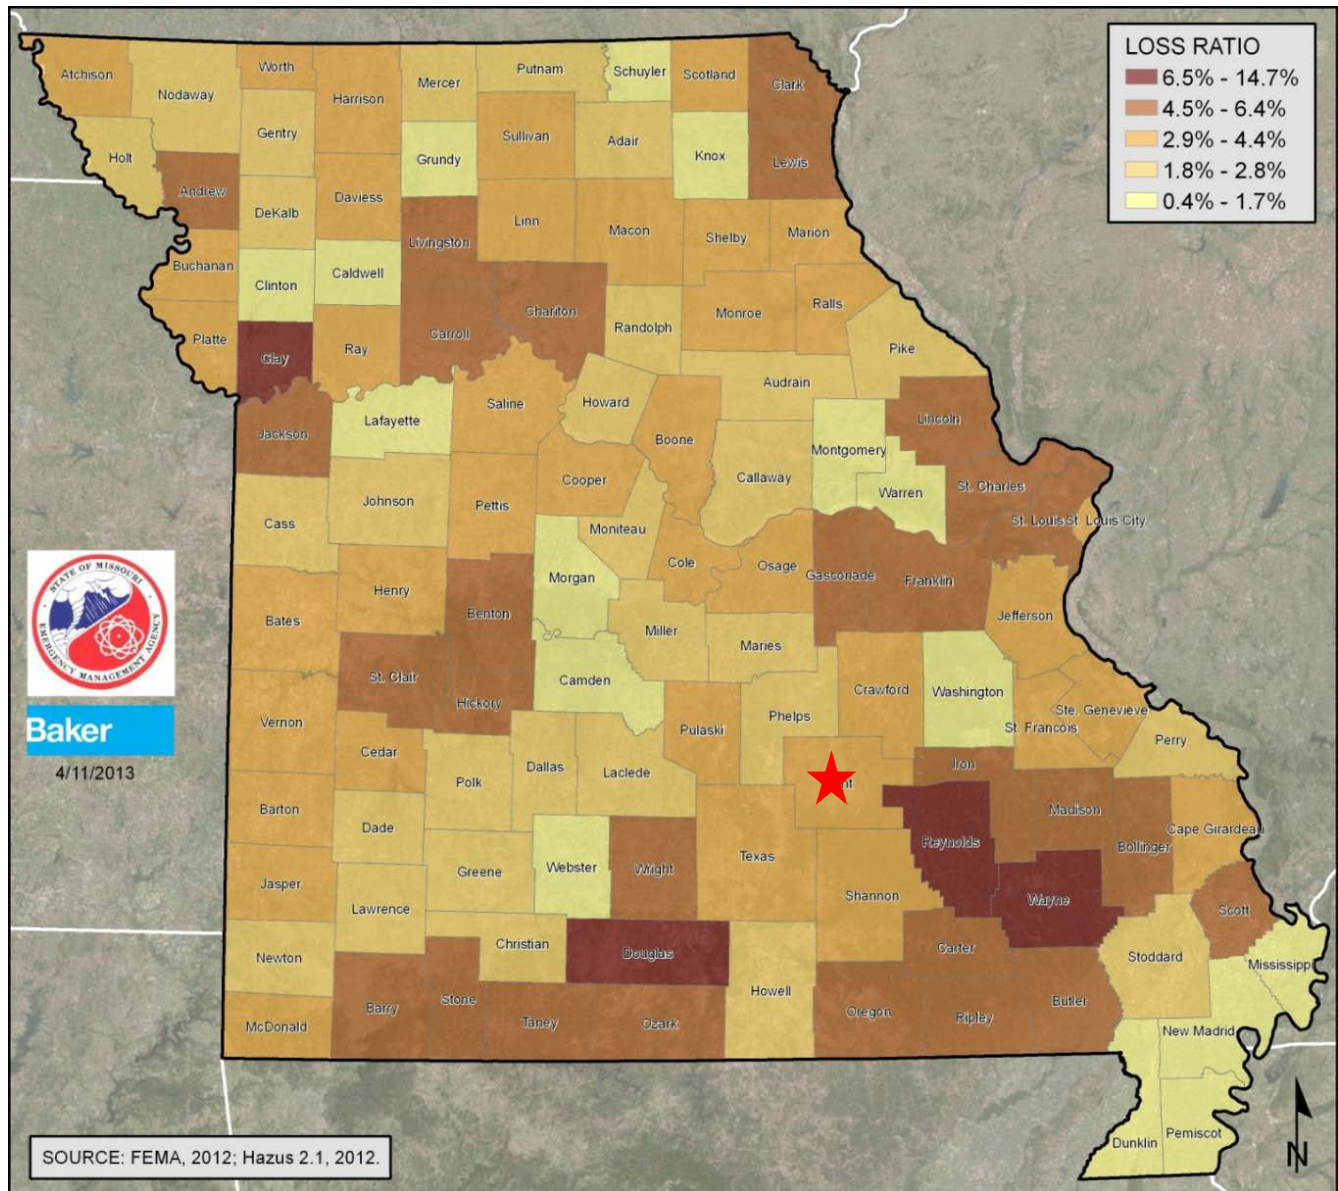 LOSS RATIO
6.5% - 14.7%
4.5% - 6.4%
2.9% - 4.4%
1.8% - 2.8%
0.4% - 1.7%
Atchison
Nodaway
Worth
Harrison
Mercer
Putnam
Schuyler
Scotland
Clark
Holt
Gentry
Sullivan
Adair
Knox
Lewis
Grundy
Andrew
DeKalb
Daviess
Livingston
Linn
Macon
Shelby
Marion
Buchanan
Clinton
Caldwell
Chariton
Carroll
Randolph
Monroe
Ralls
Platte
Clay
Ray
Pike
Audrain
Lafayette
Saline
Howard
Boone
Lincoln
Jackson
Montgomery
Warren
St. Charles
Cooper
Callaway
Johnson
Pettis
Cass
Moniteau
St. Louis
St. Louis City
STATE OF MISSOURI
EMERGENCY MANAGEMENT AGENCY
Morgan
Cole
Osage
Gasconade
Franklin
Henry
Benton
Jefferson
Bates
Miller
Maries
St. Clair
Hickory
Camden
Crawford
Washington
Baker
4/11/2013
Vernon
Cedar
Pulaski
Phelps
Ste. Genevieve
St Francois
Perry
Polk
Dallas
Laclede
nt
Iron
Barton
Dade
Madison
Bollinger
Cape Girardeau
Reynolds
Jasper
Greene
Webster
Wright
Texas
Shannon
Wayne
Lawrence
Scott
Christian
Douglas
Carter
Stoddard
Mississippi
Newton
Howell
Barry
Stone
Taney
Ozark
Oregon
Ripley
Butler
McDonald
New Madrid
Dunklin
Pemiscot
SOURCE: FEMA, 2012; Hazus 2.1, 2012.
N